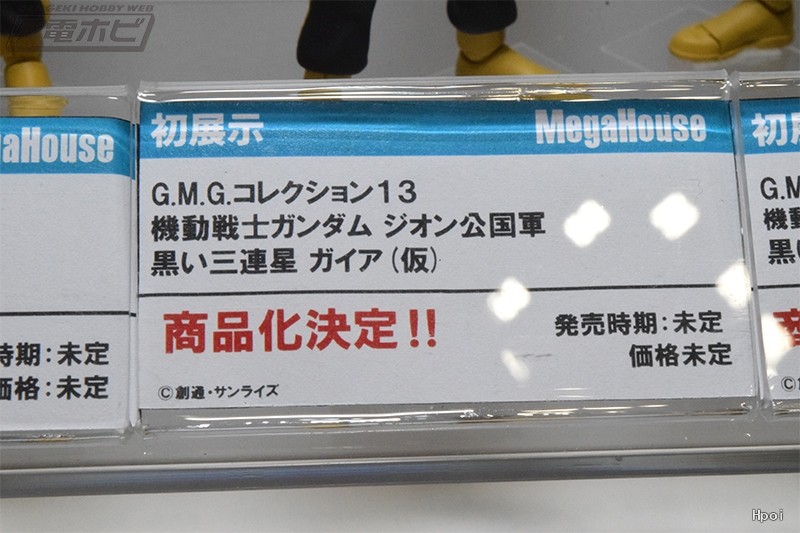 GEKI HOBBY WEB
電ホビ
初展示
MegaHouse
G.M.G.コレクション13
機動戦士ガンダム ジオン公国軍
黒い三連星 ガイア(仮)
商品化決定!!
発売時期:未定
価格未定
©創通・サンライズ
aHouse
時期:未定
価格:未定
初
G.M
機動
黒い
Hpoi